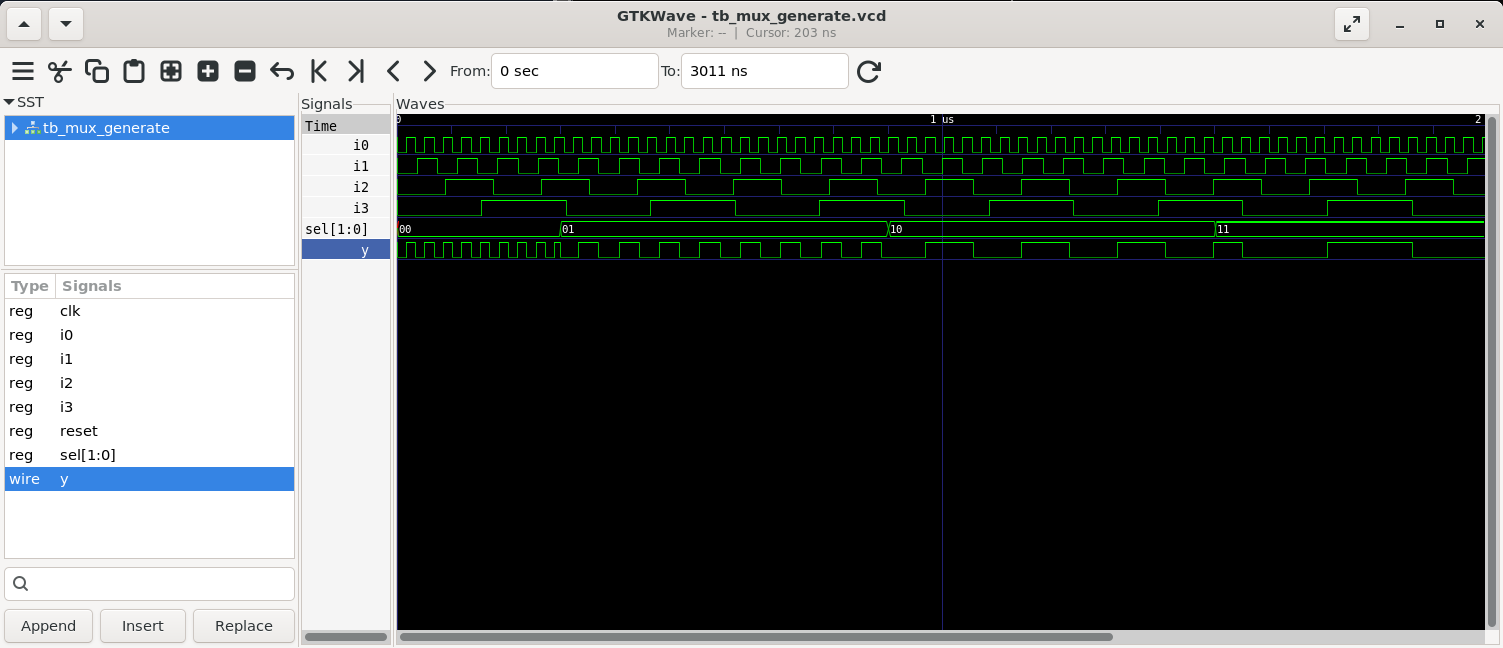 GTKWave - tb_mux_generate.vcd
Marker: -- | Cursor: 203 ns
From: 0 sec To: 3011 ns
SST
tb_mux_generate
Type Signals
reg clk
reg i0
reg i1
reg i2
reg i3
reg reset
reg sel[1:0]
wire y
Append Insert Replace
Signals
Time
i0
i1
i2
i3
sel[1:0]
y
Waves
0 1 us 2
00 01 10 11